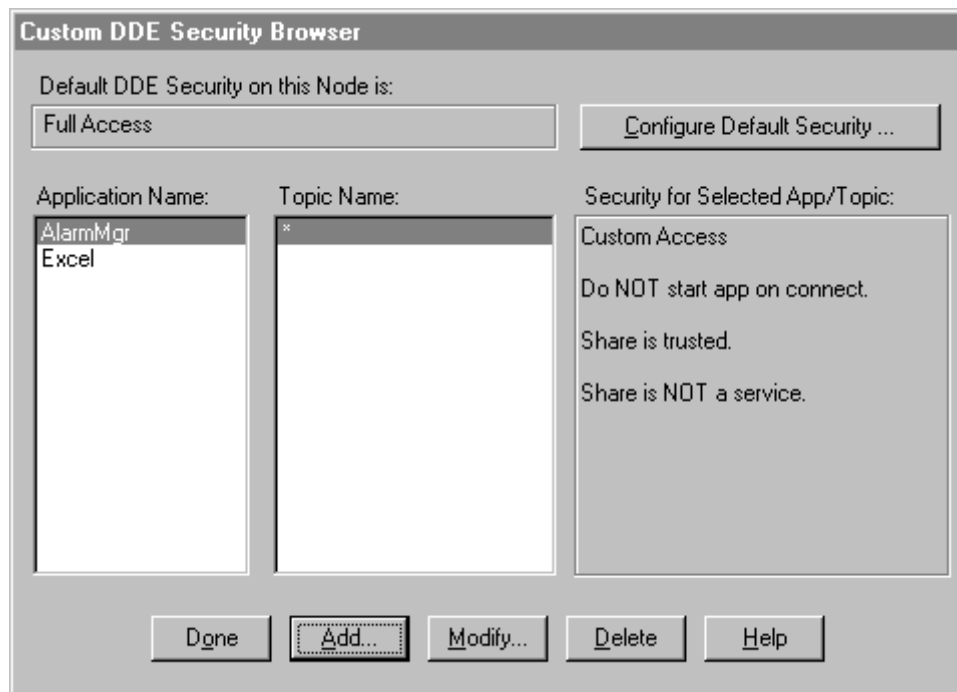 Custom DDE Security Browser
Default DDE Security on this Node is:
Full Access
Configure Default Security ...
Application Name:
Topic Name:
Security for Selected App/Topic:
AlarmMgr
Excel
*
Custom Access
Do NOT start app on connect.
Share is trusted.
Share is NOT a service.
Done
Add...
Modify...
Delete
Help